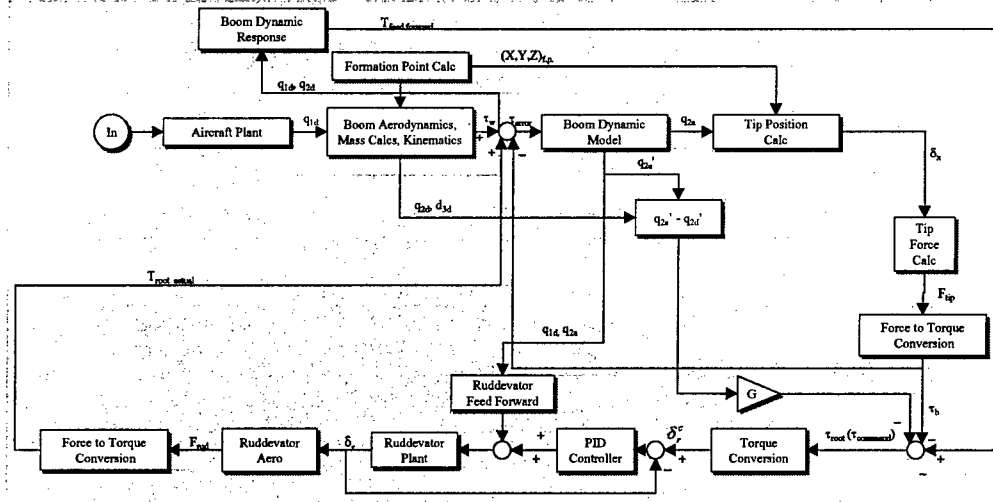 T feed forward
Boom Dynamic
Response
Formation Point Calc
(X,Y,Z)f.p.
q1d, q2d
In
Aircraft Plant
q1d
Boom Aerodynamics,
Mass Calcs, Kinematics
τw
+
τerror
Boom Dynamic
Model
q2a
Tip Position
Calc
+
−
q2a'
δx
q2d, d3d
q2a' - q2d'
Tip
Force
Calc
Troot actual
Ftip
q1d, q2a
Force to Torque
Conversion
Ruddevator
Feed Forward
G
τb
Force to Torque
Conversion
Frud
Ruddevator
Aero
δr
Ruddevator
Plant
+
+
PID
Controller
−
+
δrc
Torque
Conversion
τroot (τcommand)
−
−
+
~